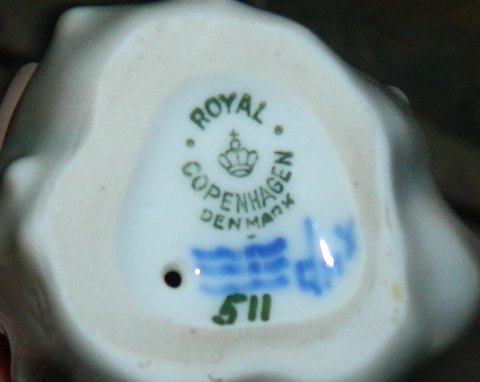 ROYAL
COPENHAGEN
DENMARK
511